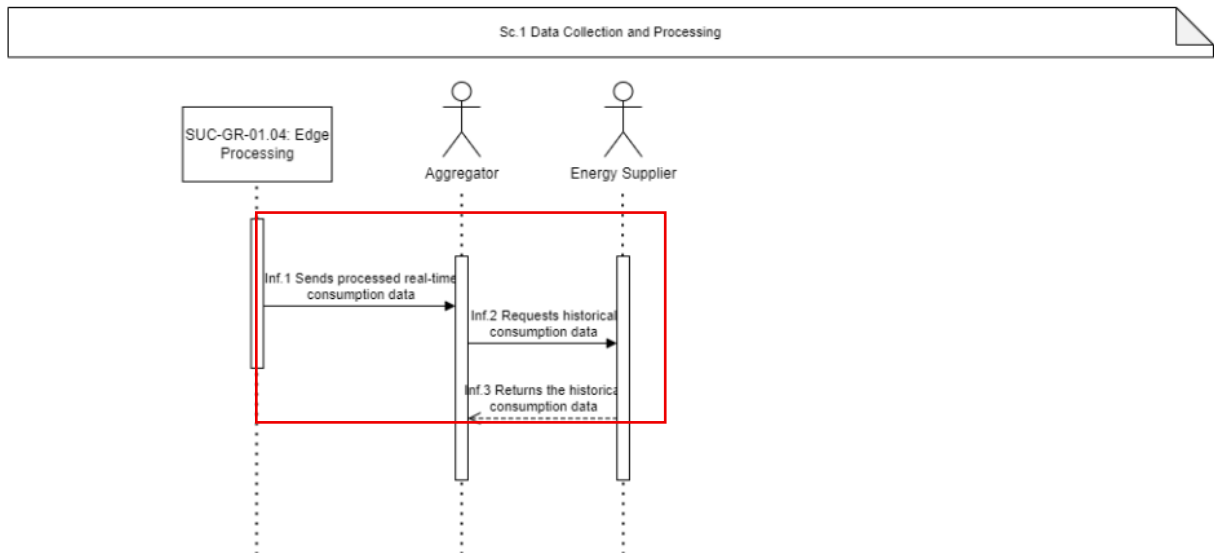 Sc.1 Data Collection and Processing
SUC-GR-01.04: Edge
Processing
Aggregator
Energy Supplier
Inf.1 Sends processed real-time
consumption data
Inf.2 Requests historical
consumption data
Inf.3 Returns the historica
consumption data